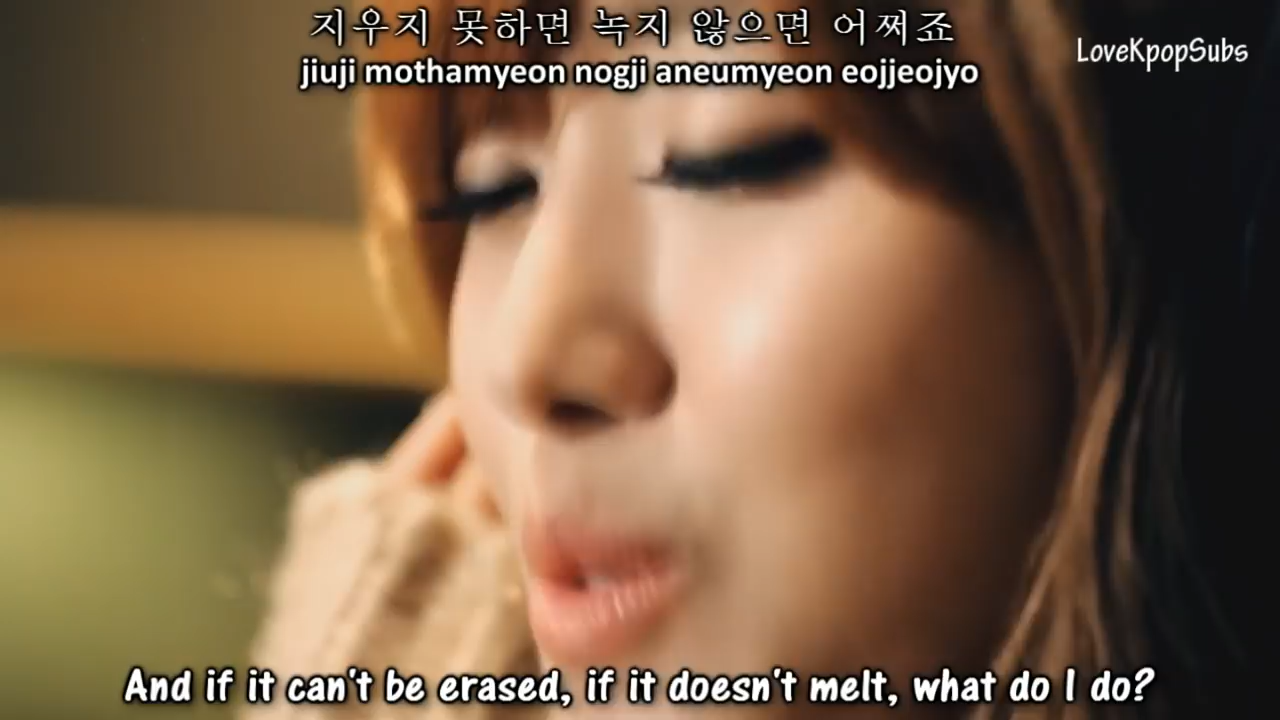 지우지 못하면 녹지 않으면 어쩌죠
jiuji mothamyeon nogji aneumyeon eojjeojyo
LoveKpopSubs
And if it can't be erased, if it doesn't melt, what do I do?